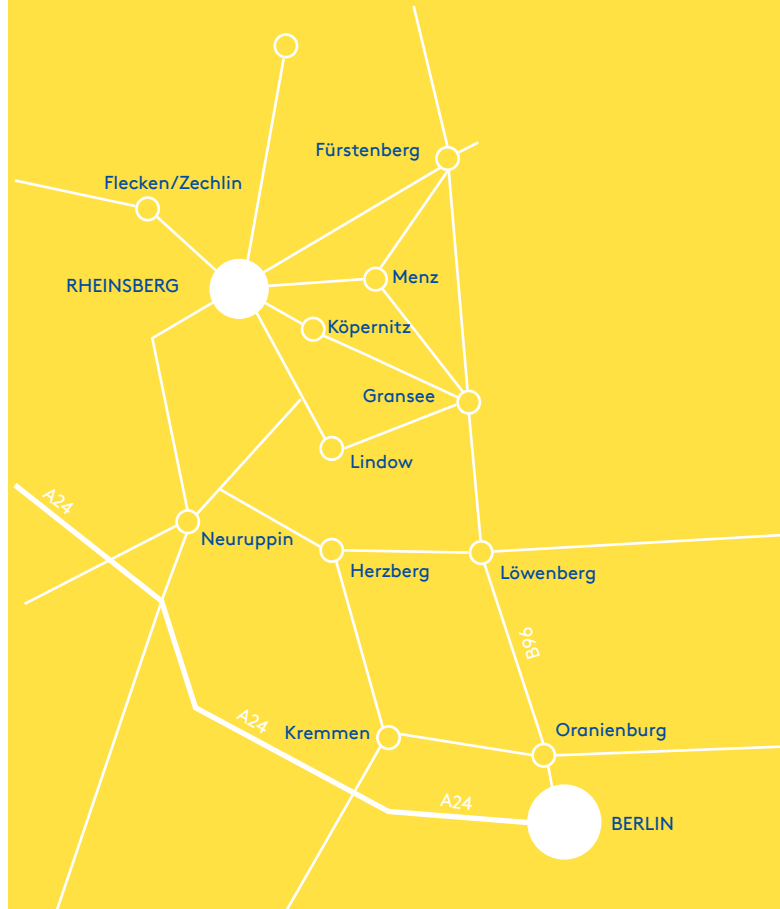 Fürstenberg
Flecken/Zechlin
Menz
RHEINSBERG
Köpernitz
Gransee
Lindow
A24
Neuruppin
Herzberg
Löwenberg
B96
A24
Kremmen
Oranienburg
A24
BERLIN